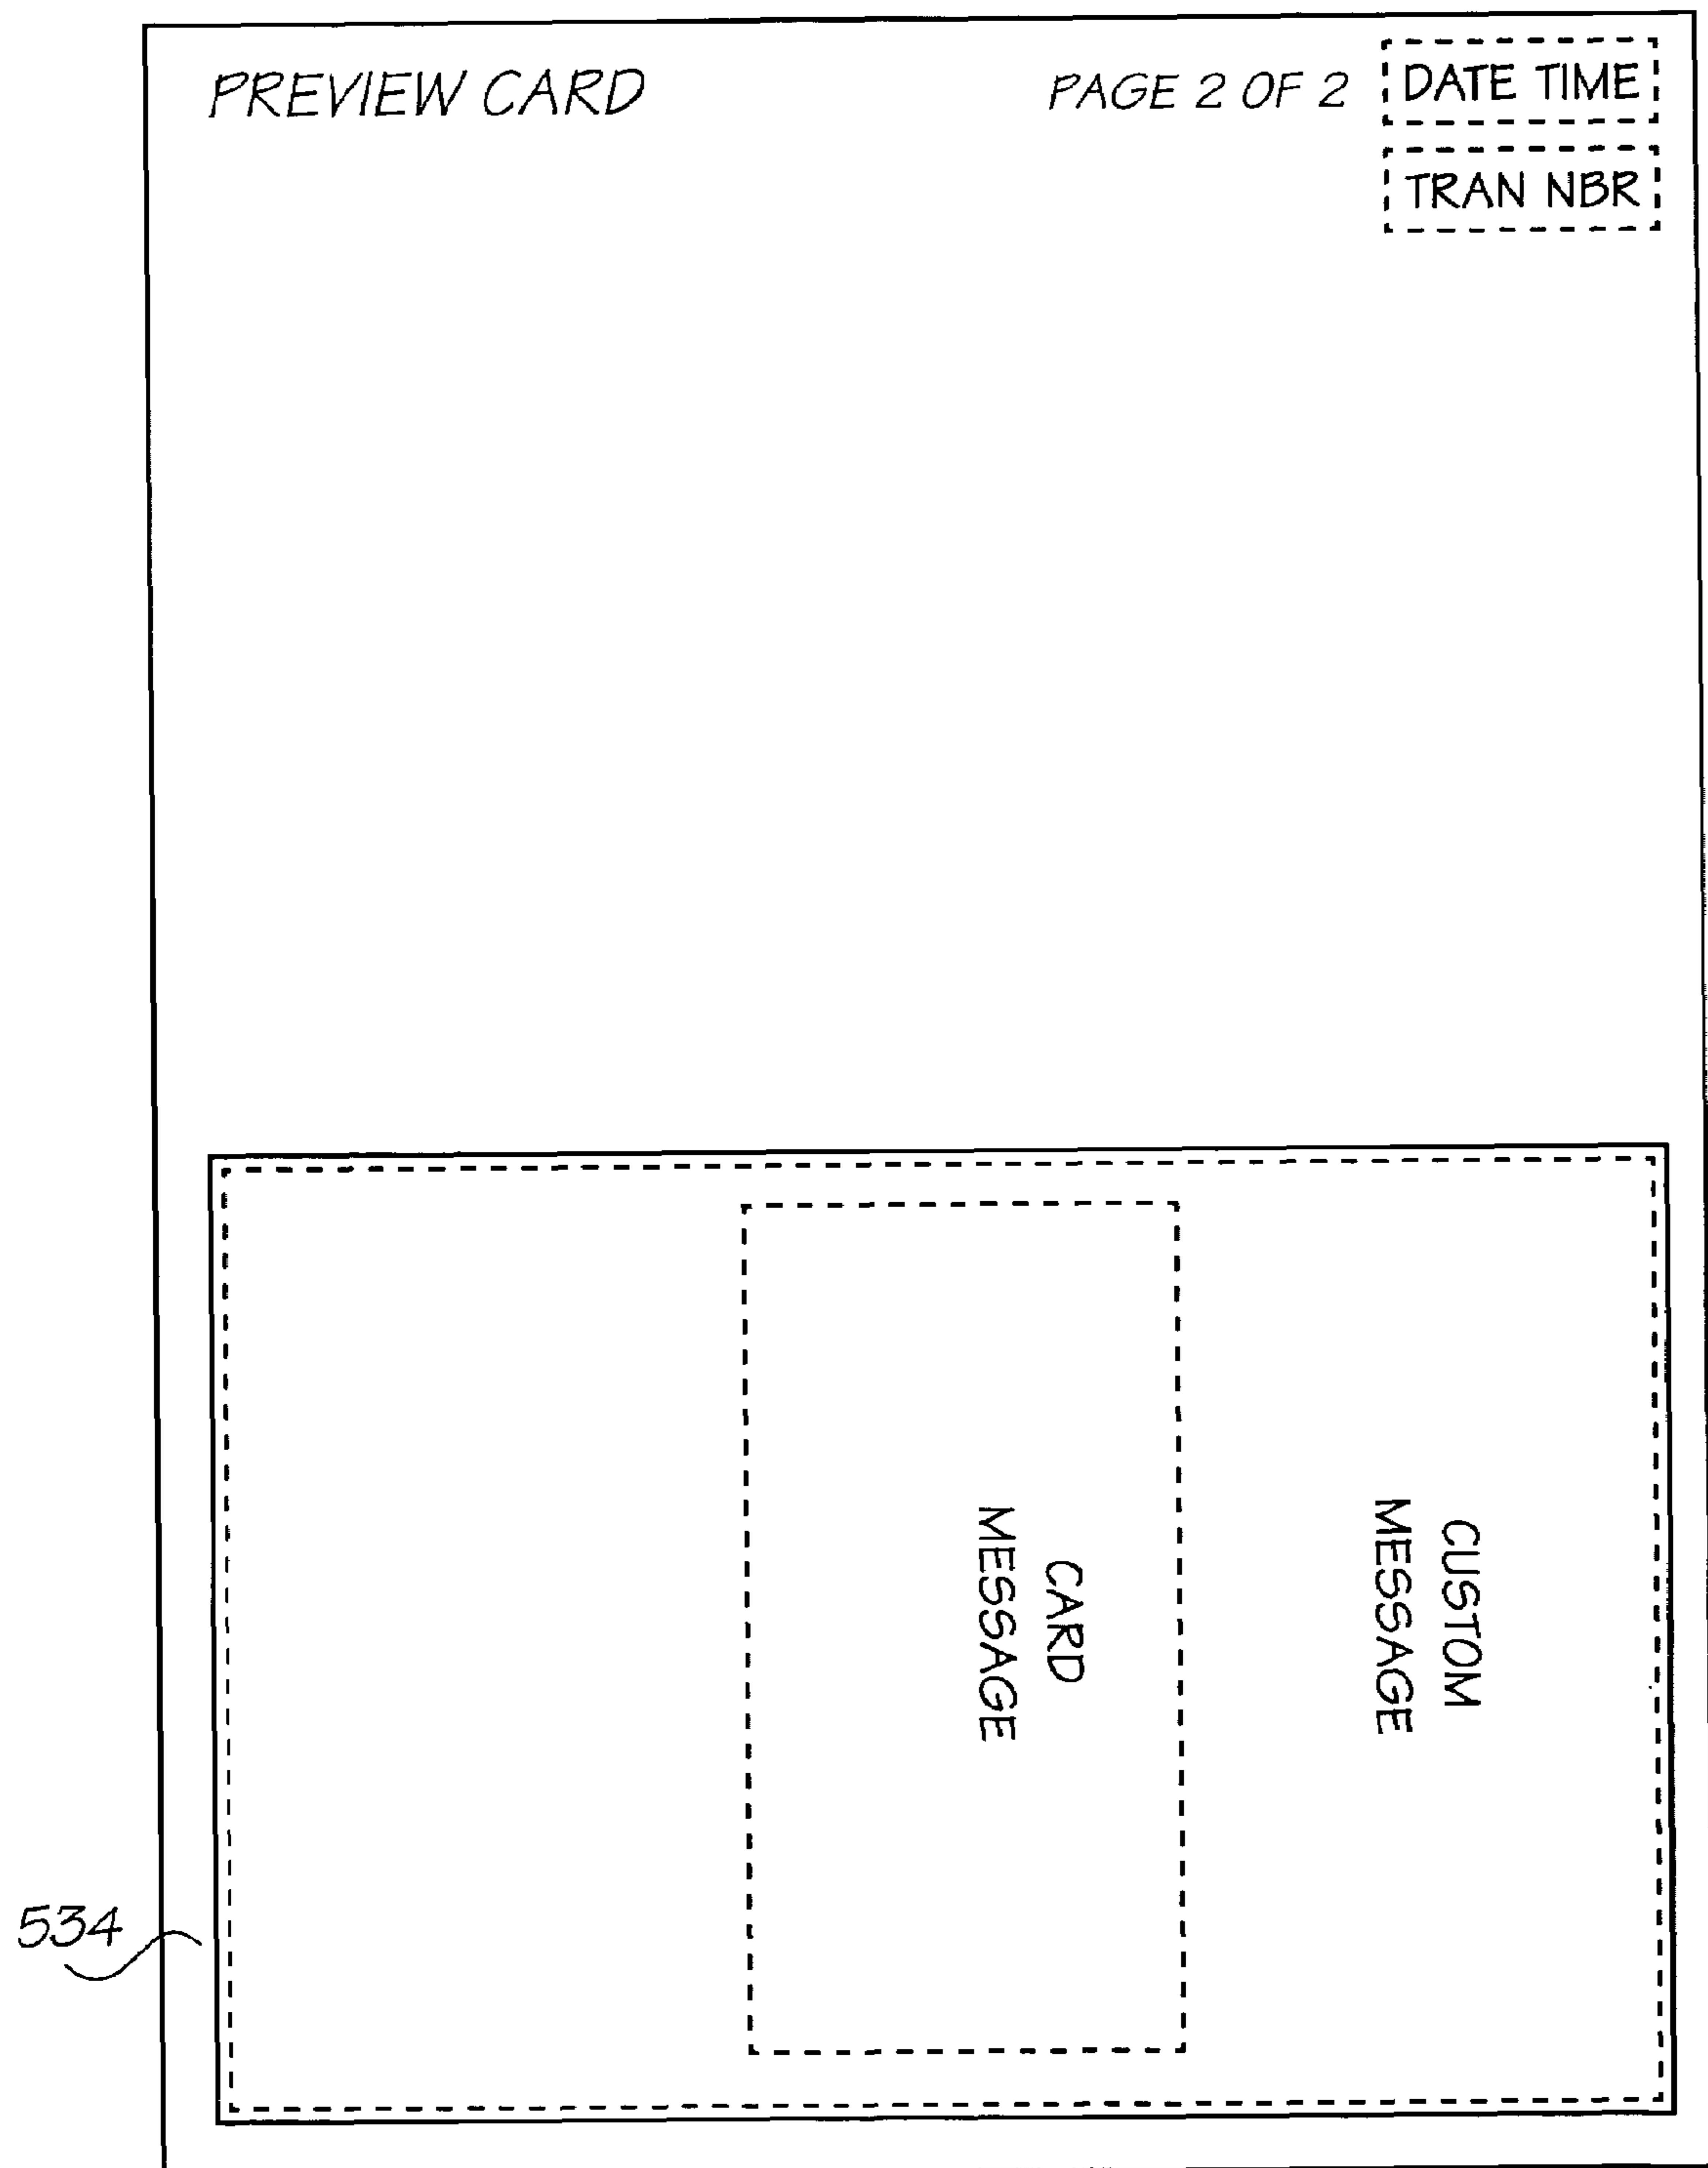 PREVIEW CARD
PAGE 2 OF 2
DATE TIME
TRAN NBR
CUSTOM
MESSAGE
CARD
MESSAGE
534